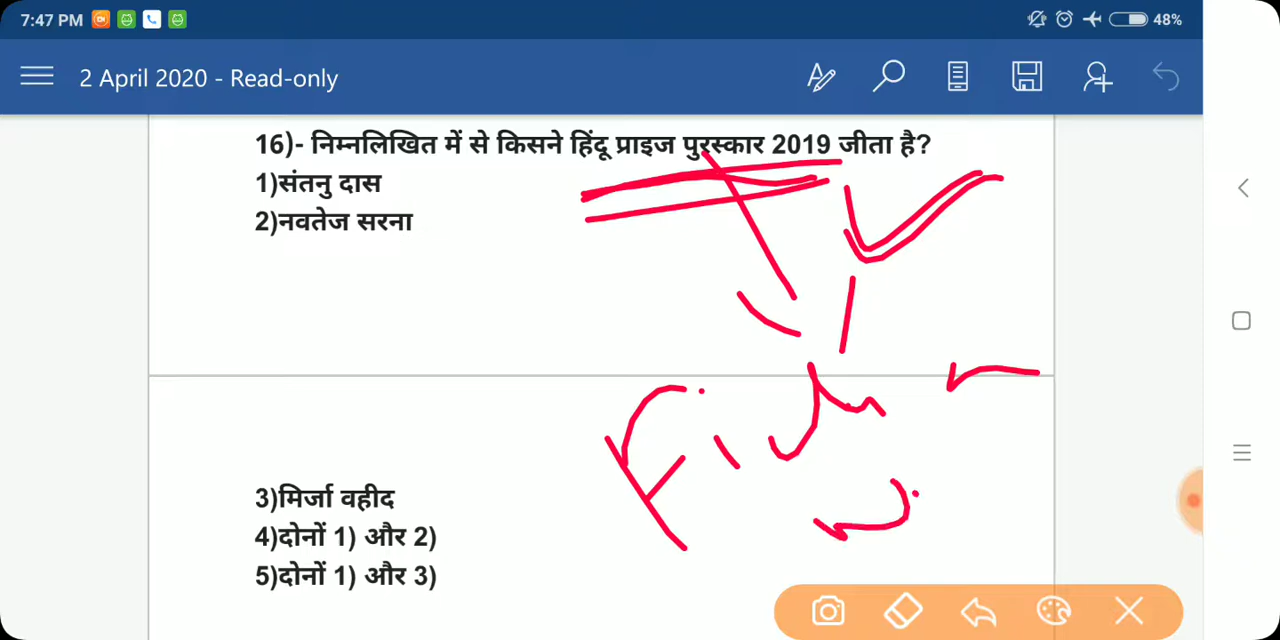 7:47 PM
48%
2 April 2020 - Read-only
16)- निम्नलिखित में से किसने हिंदू प्राइज पुरस्कार 2019 जीता है?
1)संतनु दास
2)नवतेज सरना
3)मिर्जा वहीद
4)दोनों 1) और 2)
5)दोनों 1) और 3)